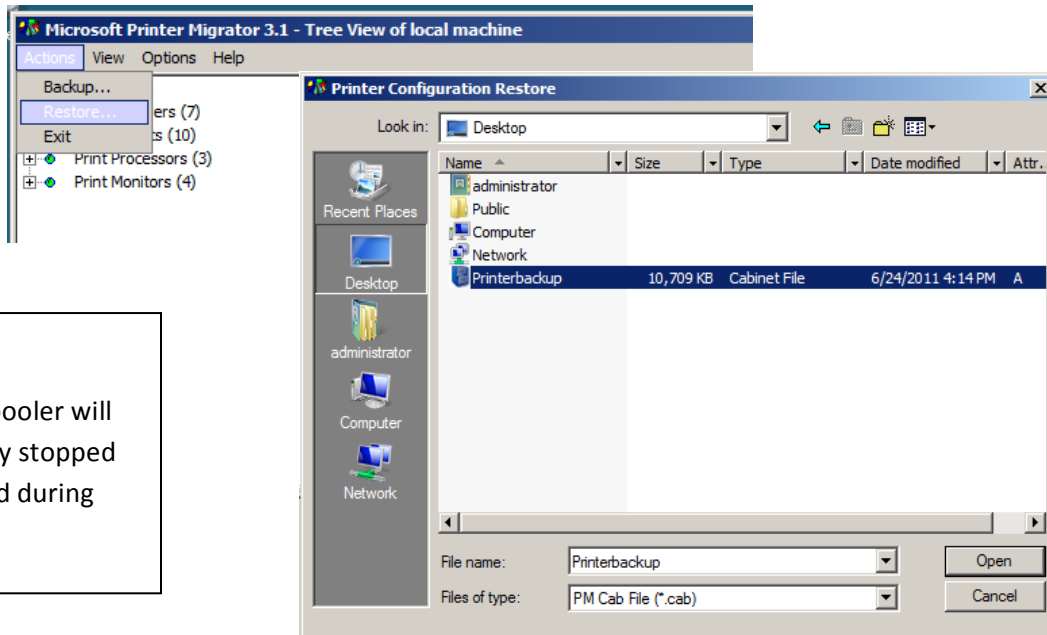 Microsoft Printer Migrator 3.1 - Tree View of local machine
Actions View Options Help
Backup...
Restore...
Exit
ers (7)
ts (10)
Print Processors (3)
Print Monitors (4)
Printer Configuration Restore
Look in: Desktop
Name Size Type Date modified Attr.
administrator
Public
Computer
Network
Printerbackup 10,709 KB Cabinet File 6/24/2011 4:14 PM A
Recent Places
Desktop
administrator
Computer
Network
File name: Printerbackup Open
Files of type: PM Cab File (*.cab) Cancel
ooler will
y stopped
d during